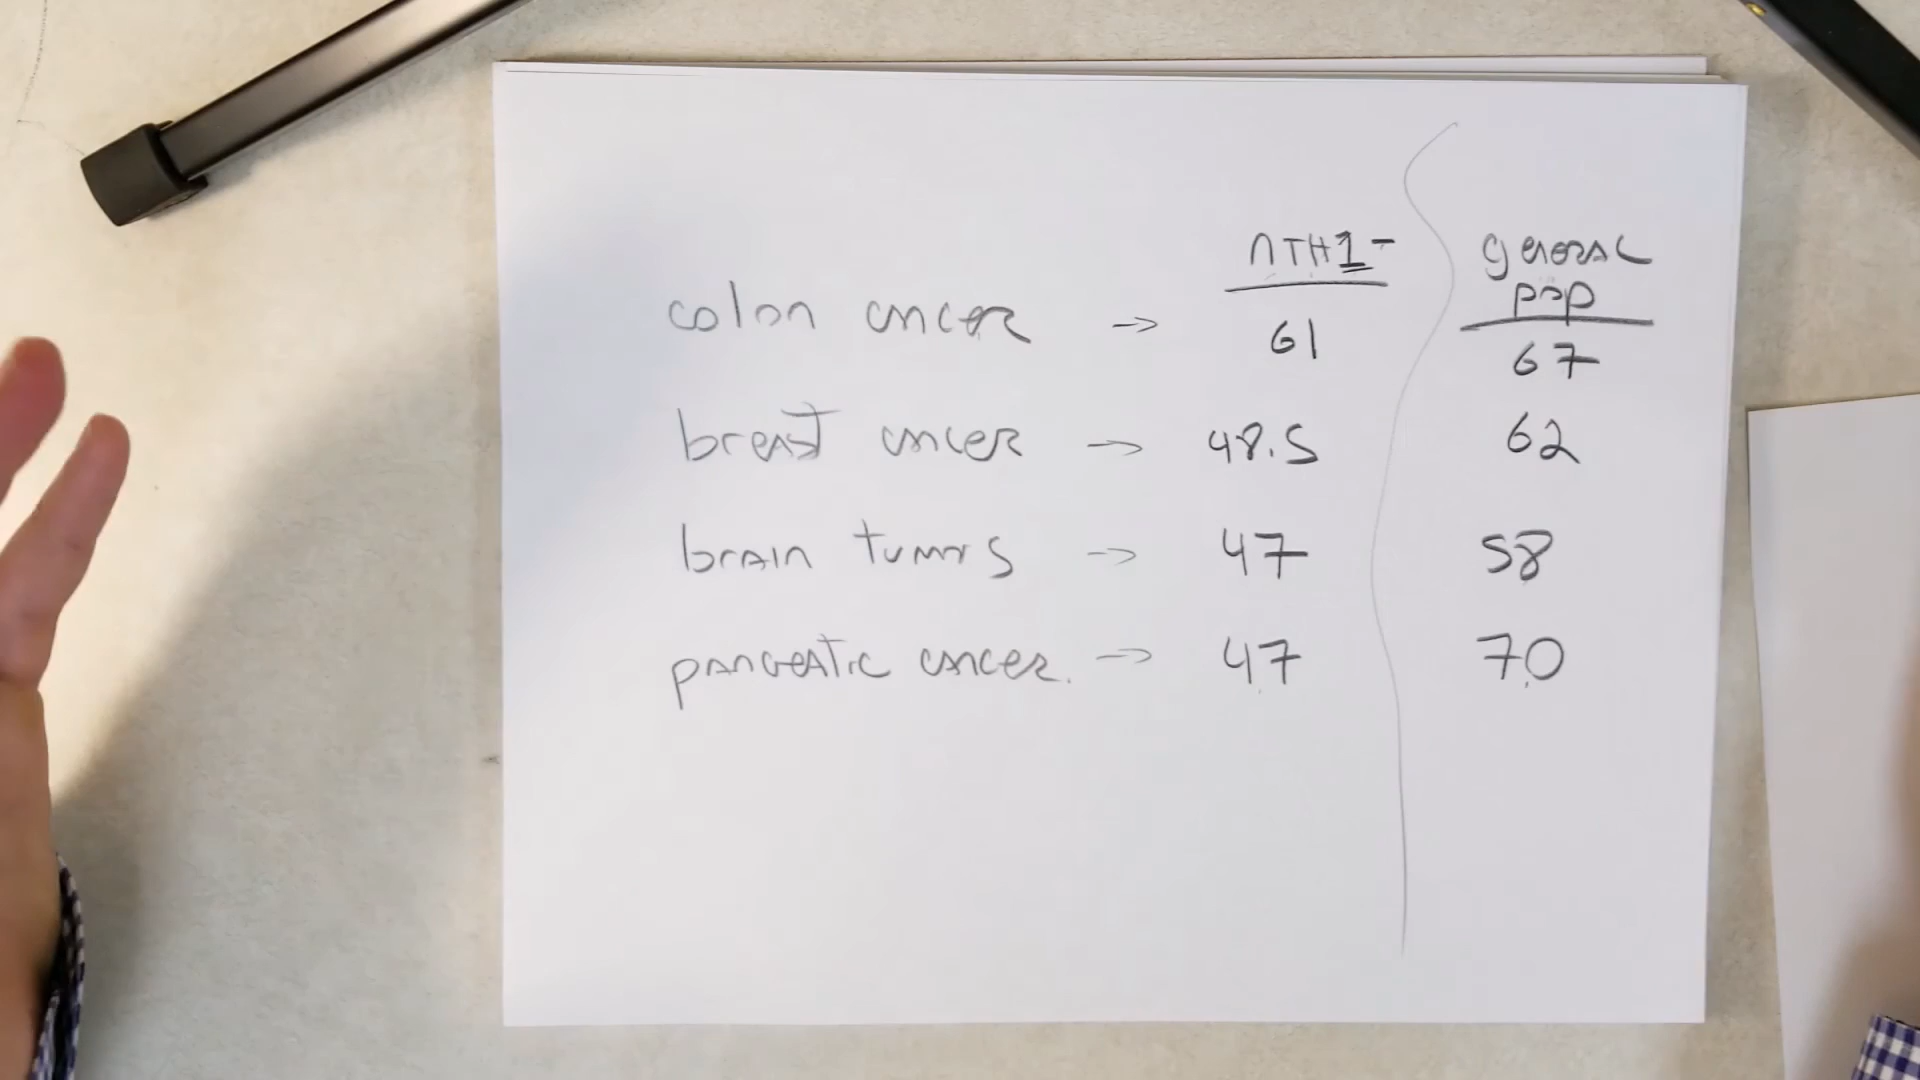 NTH1- general
pop
colon cancer → 61 67
breast cancer → 48.5 62
brain tumors → 47 58
pancreatic cancer. → 47 70